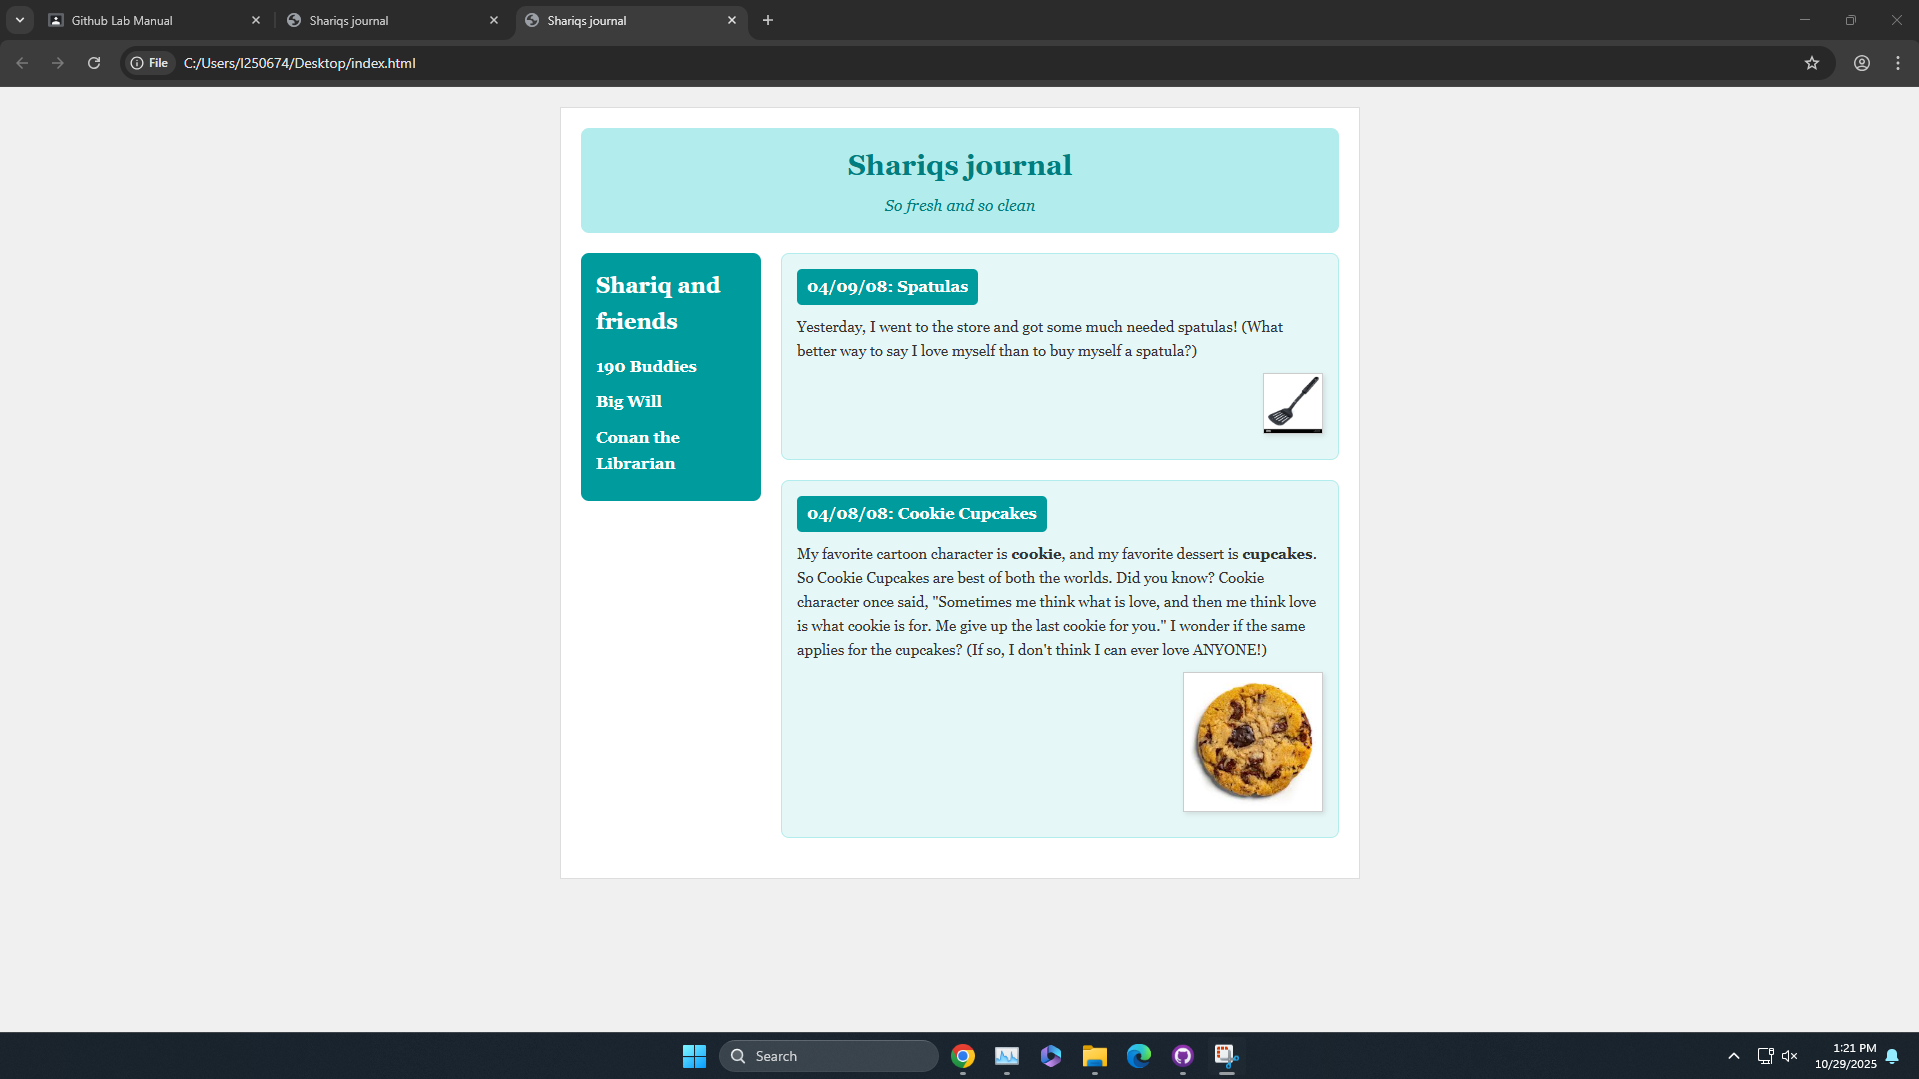 Github Lab Manual
Shariqs journal
Shariqs journal
File
C:/Users/l250674/Desktop/index.html
Shariqs journal
So fresh and so clean
Shariq and
friends
190 Buddies
Big Will
Conan the
Librarian
04/09/08: Spatulas
Yesterday, I went to the store and got some much needed spatulas! (What
better way to say I love myself than to buy myself a spatula?)
04/08/08: Cookie Cupcakes
My favorite cartoon character is cookie, and my favorite dessert is cupcakes.
So Cookie Cupcakes are best of both the worlds. Did you know? Cookie
character once said, "Sometimes me think what is love, and then me think love
is what cookie is for. Me give up the last cookie for you." I wonder if the same
applies for the cupcakes? (If so, I don't think I can ever love ANYONE!)
Search
1:21 PM
10/29/2025